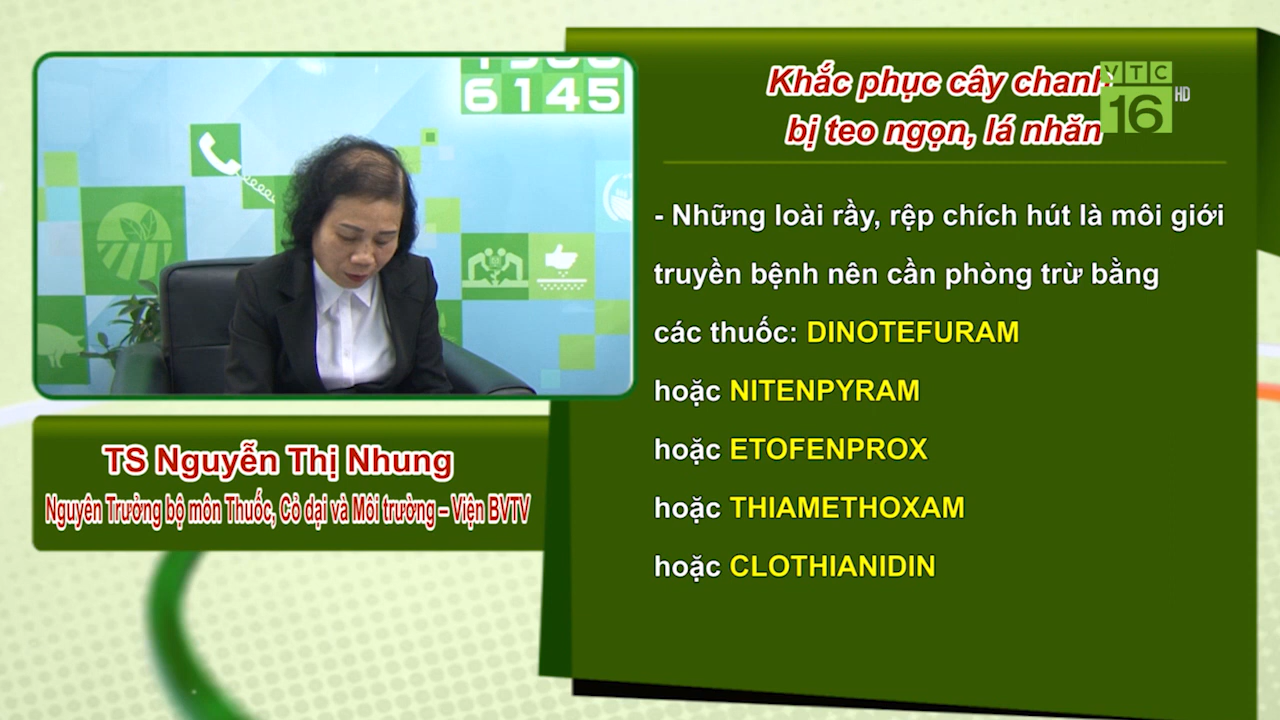 6145
Khắc phục cây chanh
bị teo ngọn, lá nhăn
VTC
16 HD
- Những loài rầy, rệp chích hút là môi giới
truyền bệnh nên cần phòng trừ bằng
các thuốc: DINOTEFURAM
hoặc NITENPYRAM
hoặc ETOFENPROX
hoặc THIAMETHOXAM
hoặc CLOTHIANIDIN
TS Nguyễn Thị Nhung
Nguyên Trưởng bộ môn Thuốc, Cỏ dại và Môi trường – Viện BVTV